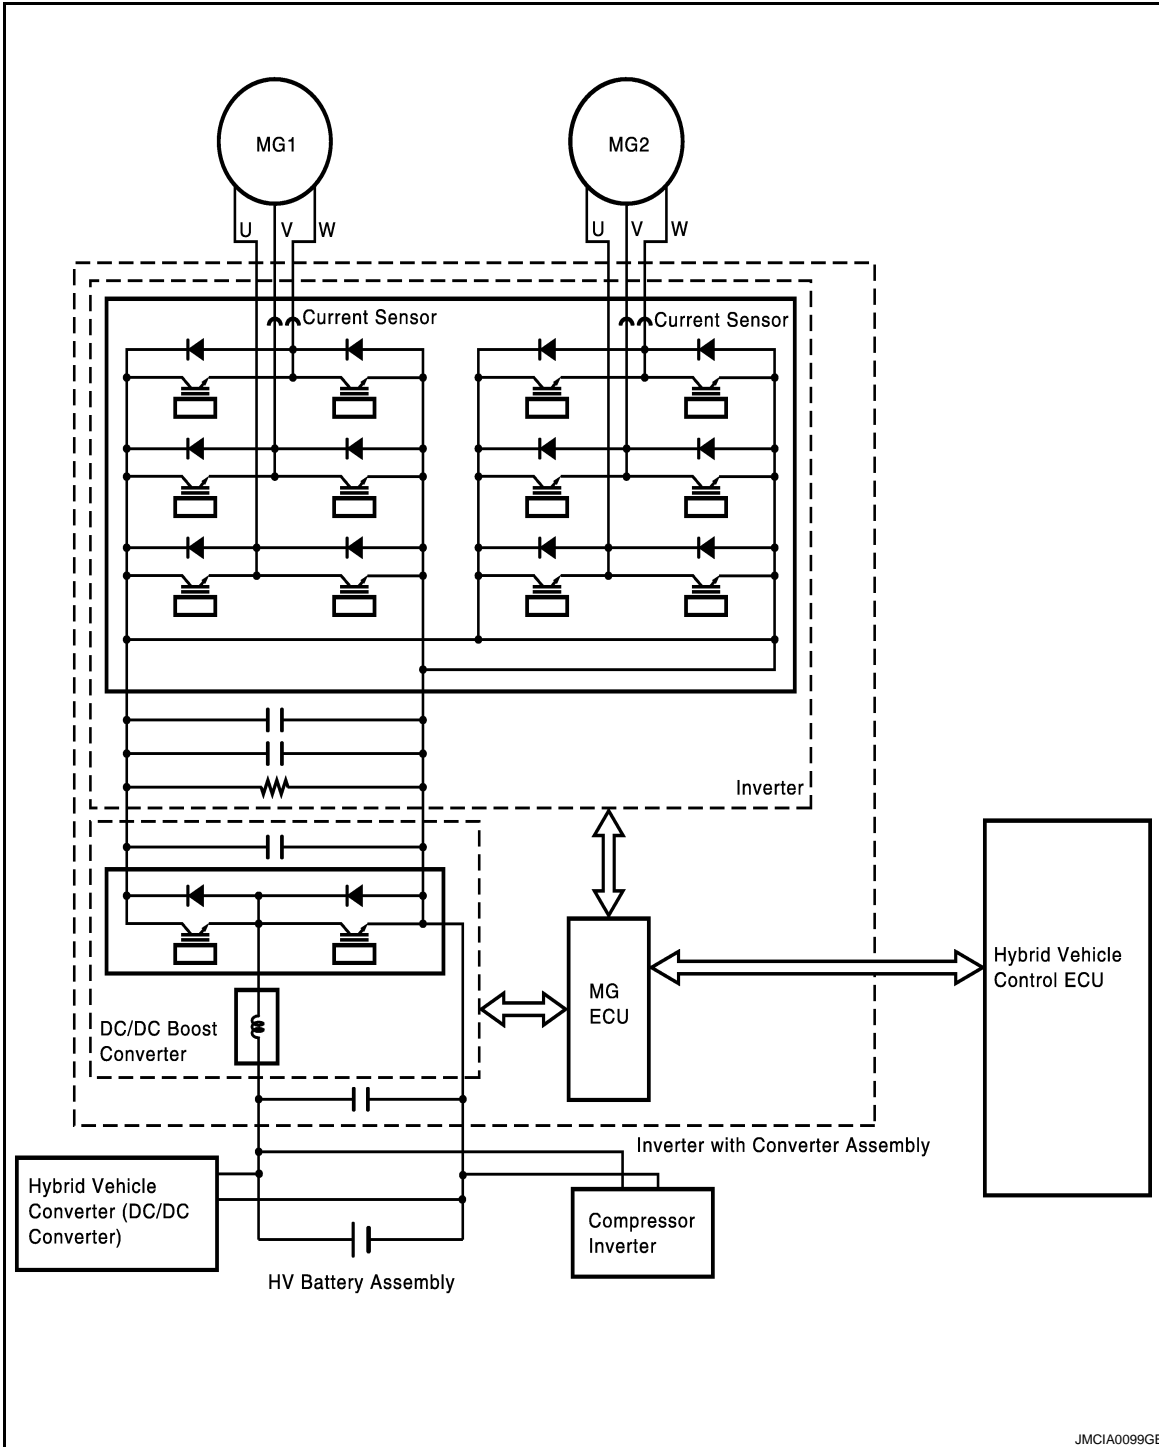 MG1
MG2
U
V
W
U
V
W
Current Sensor
Current Sensor
Inverter
DC/DC Boost
Converter
MG
ECU
Hybrid Vehicle
Control ECU
Inverter with Converter Assembly
Hybrid Vehicle
Converter (DC/DC
Converter)
Compressor
Inverter
HV Battery Assembly
JMCIA0099GB